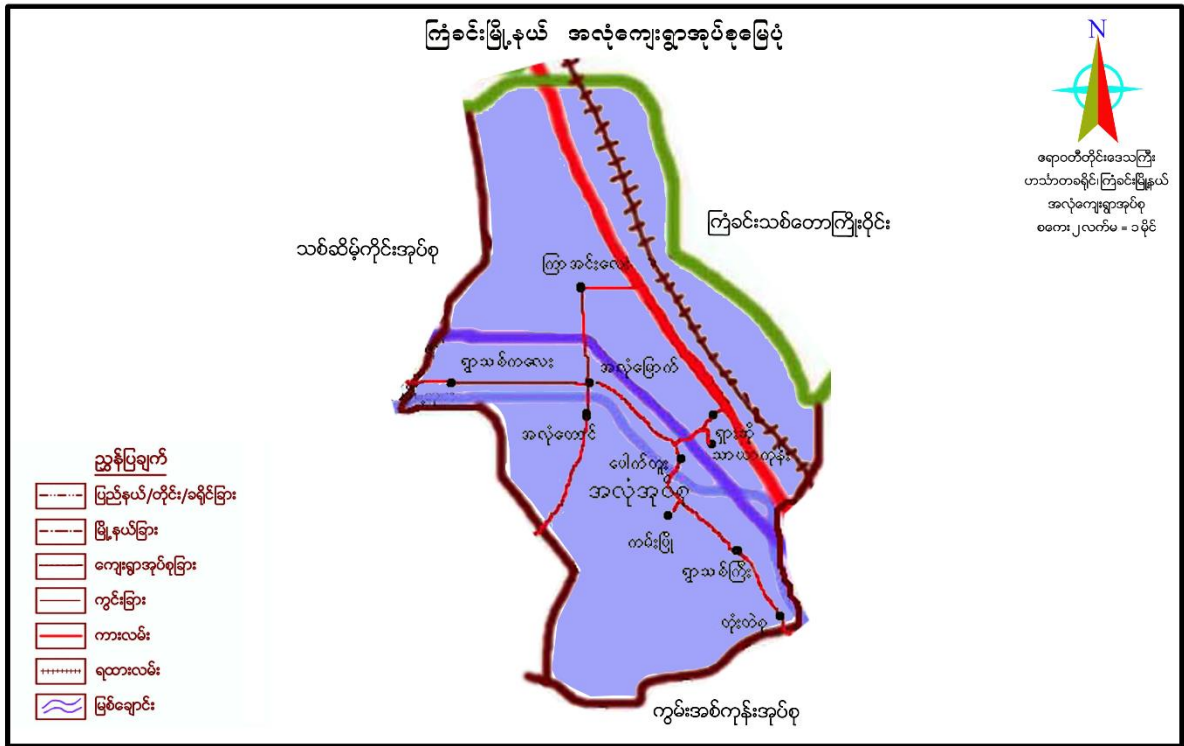 ကြံခင်းမြို့နယ် အလုံကျေးရွာအုပ်စုမြေပုံ
N
ဧရာဝတီတိုင်းဒေသကြီး
ဟင်္သာတခရိုင်၊ကြံခင်းမြို့နယ်
အလုံကျေးရွာအုပ်စု
စကေး ၂လက်မ = ၁မိုင်
ကြံခင်းသစ်တောကြိုးဝိုင်း
သစ်ဆိမ့်ကိုင်းအုပ်စု
ကြာအင်းလေး
ရွာသစ်ကလေး
အလုံမြောက်
အလုံတောင်
ရှားဆုံ
သာယာကုန်း
ပေါက်တူး
အလုံအုပ်စု
ကမ်းပြို
ရွာသစ်ကြီး
တုံးတဲစု
ကွမ်းအစ်ကုန်းအုပ်စု
ညွှန်ပြချက်
ပြည်နယ်/တိုင်း/ခရိုင်ခြား
မြို့နယ်ခြား
ကျေးရွာအုပ်စုခြား
ကွင်းခြား
ကားလမ်း
ရထားလမ်း
မြစ်ချောင်း